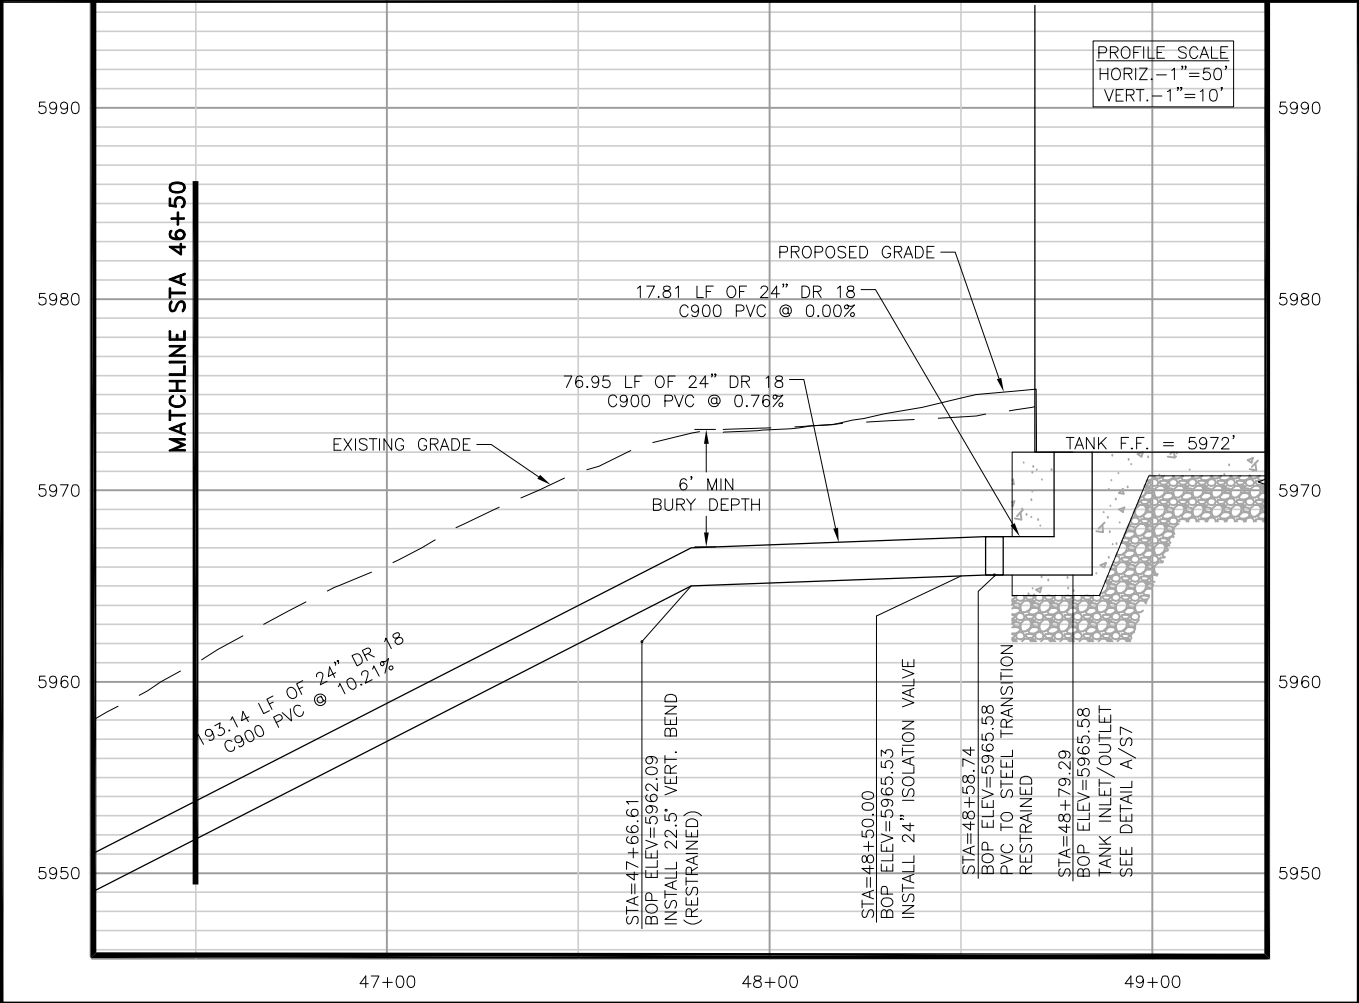 PROFILE SCALE
HORIZ.-1"=50'
VERT.-1"=10'
5990
5990
MATCHLINE STA 46+50
PROPOSED GRADE
5980
17.81 LF OF 24" DR 18
C900 PVC @ 0.00%
5980
76.95 LF OF 24" DR 18
C900 PVC @ 0.76%
EXISTING GRADE
TANK F.F. = 5972'
5970
6' MIN
BURY DEPTH
5970
193.14 LF OF 24" DR 18
C900 PVC @ 10.21%
5960
5960
STA=47+66.61
BOP ELEV=5962.09
INSTALL 22.5° VERT. BEND
(RESTRAINED)
STA=48+50.00
BOP ELEV=5965.53
INSTALL 24" ISOLATION VALVE
STA=48+58.74
BOP ELEV=5965.58
PVC TO STEEL TRANSITION
RESTRAINED
STA=48+79.29
BOP ELEV=5965.58
TANK INLET/OUTLET
SEE DETAIL A/S7
5950
5950
47+00
48+00
49+00